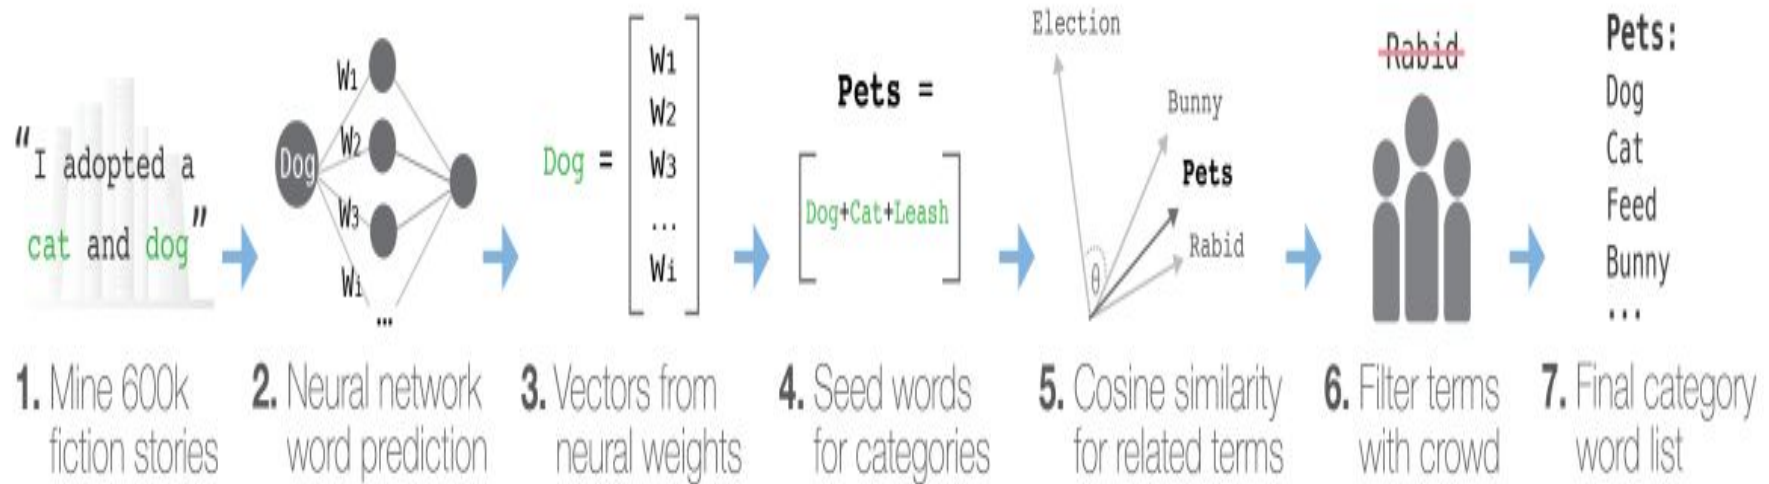 "I adopted a
cat and dog"
1. Mine 600k
fiction stories
Dog
W1
W2
W3
Wi
...
2. Neural network
word prediction
Dog =
W1
W2
W3
...
Wi
3. Vectors from
neural weights
Pets =
Dog+Cat+Leash
4. Seed words
for categories
Election
Bunny
Pets
Rabid
θ
5. Cosine similarity
for related terms
Rabid
6. Filter terms
with crowd
Pets:
Dog
Cat
Feed
Bunny
...
7. Final category
word list